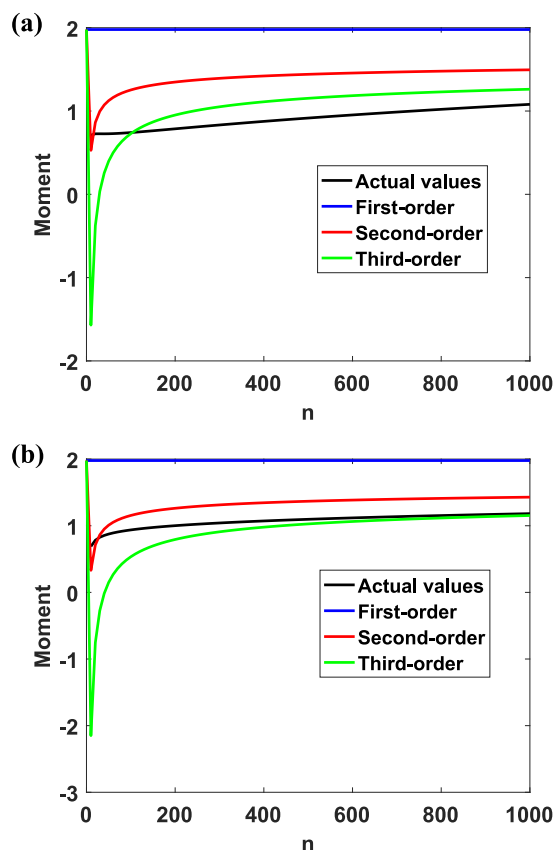 (a)
2
1
0
-1
-2
Moment
Actual values
First-order
Second-order
Third-order
0 200 400 600 800 1000
n
(b)
2
1
0
-1
-2
-3
Moment
Actual values
First-order
Second-order
Third-order
0 200 400 600 800 1000
n